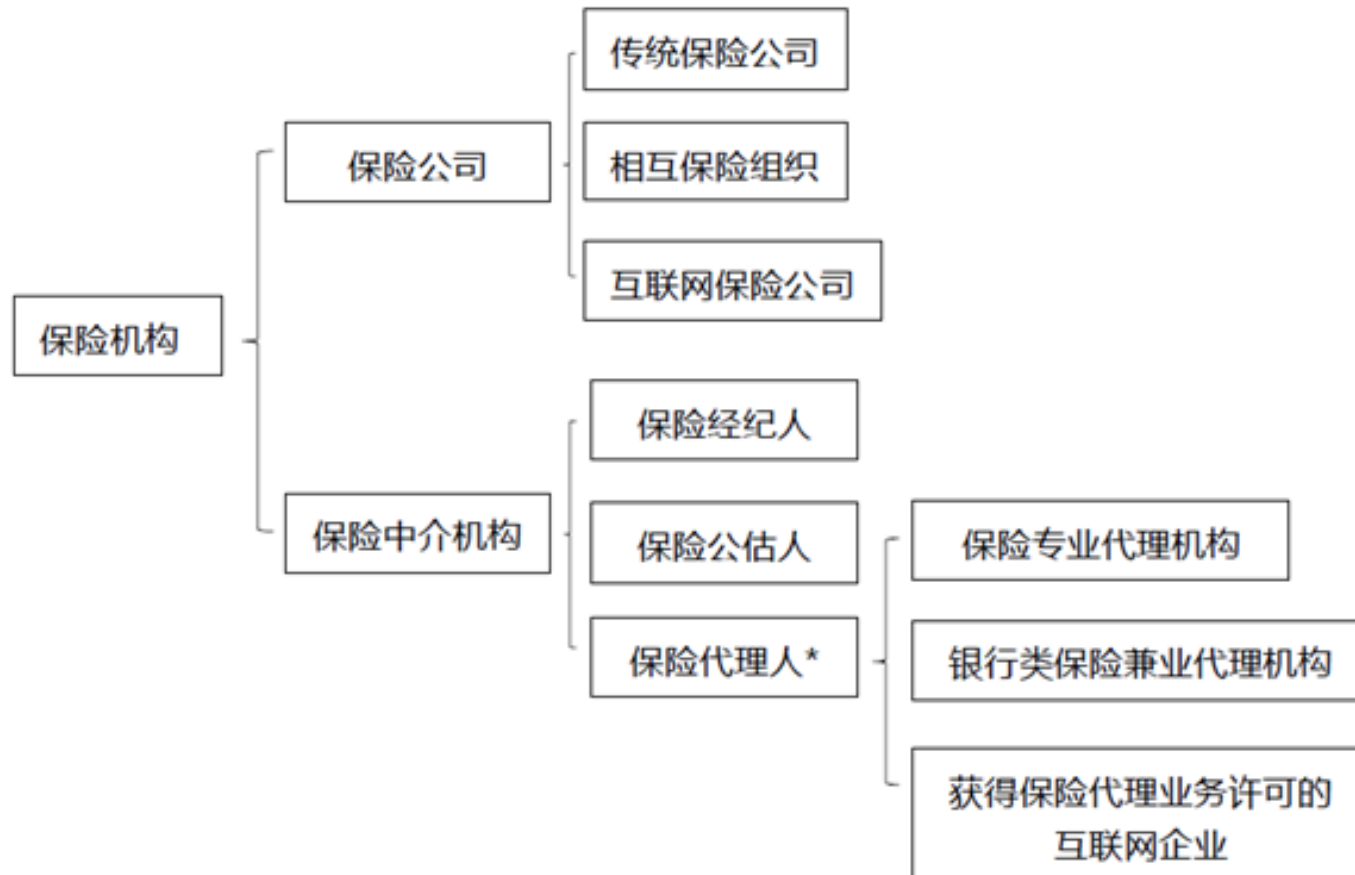 保险机构
保险公司
传统保险公司
相互保险组织
互联网保险公司
保险中介机构
保险经纪人
保险公估人
保险代理人*
保险专业代理机构
银行类保险兼业代理机构
获得保险代理业务许可的
互联网企业